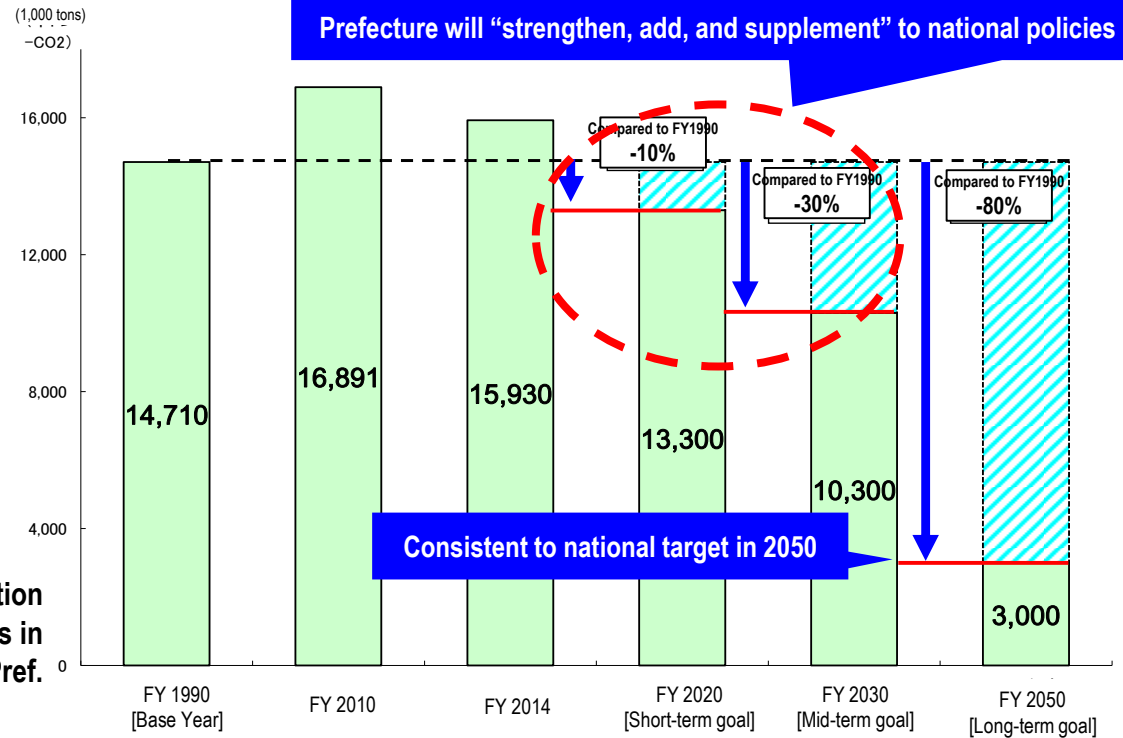 (1,000 tons)
-CO2)
Prefecture will “strengthen, add, and supplement” to national policies
16,000
12,000
8,000
4,000
0
Compared to FY1990
-10%
Compared to FY1990
-30%
Compared to FY1990
-80%
14,710
16,891
15,930
13,300
10,300
3,000
Consistent to national target in 2050
tion
s in
Pref.
FY 1990
[Base Year]
FY 2010
FY 2014
FY 2020
[Short-term goal]
FY 2030
[Mid-term goal]
FY 2050
[Long-term goal]